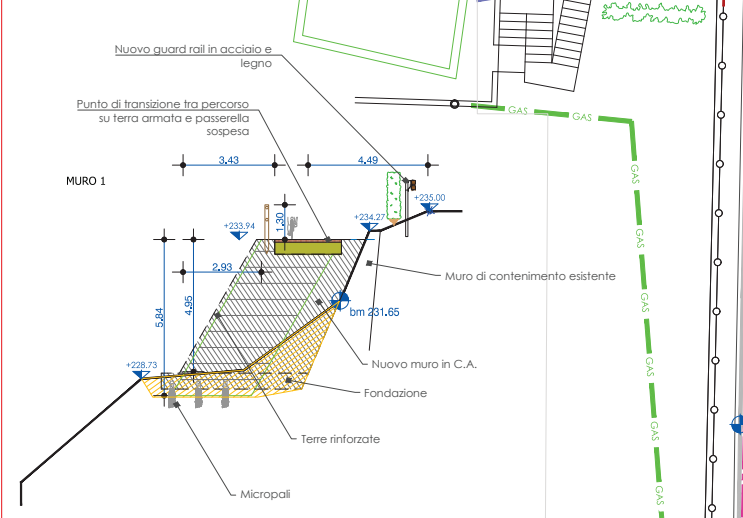 Nuovo guard rail in acciaio e
legno
Punto di transizione tra percorso
su terra armata e passerella
sospesa
GAS
GAS
GAS
GAS
GAS
GAS
GAS
GAS
MURO 1
3.43
4.49
1.30
+233.94
+234.27
+235.00
2.93
4.95
5.84
bm 231.65
+228.73
Muro di contenimento esistente
Nuovo muro in C.A.
Fondazione
Terre rinforzate
Micropali